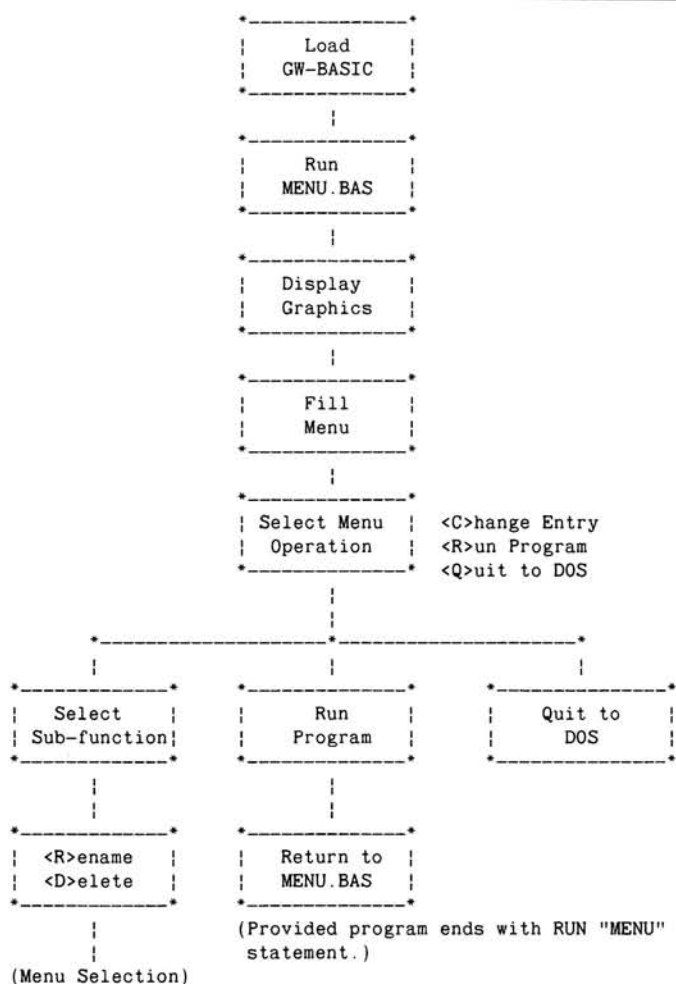 Load
GW-BASIC
Run
MENU.BAS
Display
Graphics
Fill
Menu
Select Menu
Operation
<C>hange Entry
<R>un Program
<Q>uit to DOS
Select
Sub-function
Run
Program
Quit to
DOS
<R>ename
<D>elete
Return to
MENU.BAS
(Provided program ends with RUN "MENU"
statement.)
(Menu Selection)